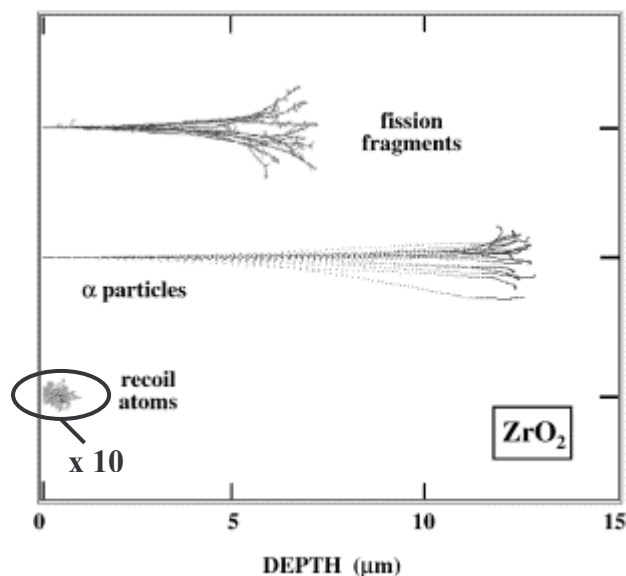 fission
fragments
α particles
recoil
atoms
x 10
ZrO₂
0 5 10 15
DEPTH (μm)